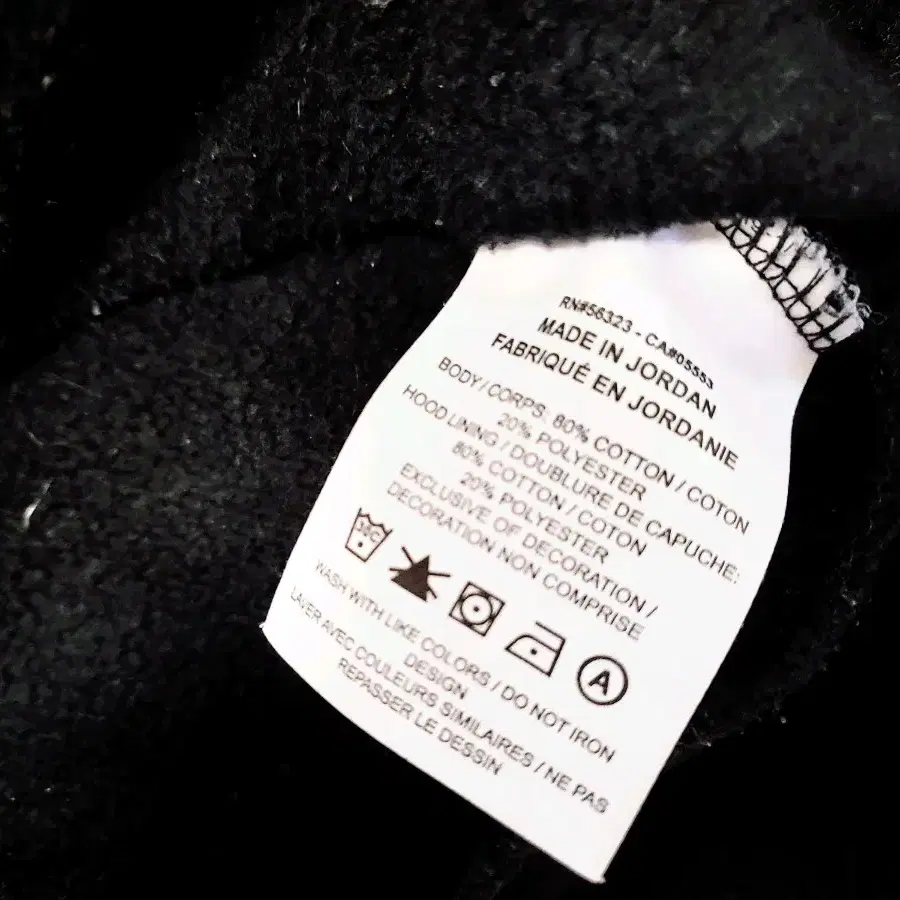 RN#56323 - CA#05553
MADE IN JORDAN
FABRIQUÉ EN JORDANIE
BODY / CORPS: 80% COTTON / COTON
20% POLYESTER
HOOD LINING / DOUBLURE DE CAPUCHE:
80% COTTON / COTON
20% POLYESTER
EXCLUSIVE OF DECORATION /
DECORATION NON COMPRISE
A
WASH WITH LIKE COLORS / DO NOT IRON
DESIGN
LAVER AVEC COULEURS SIMILAIRES / NE PAS
REPASSER LE DESSIN